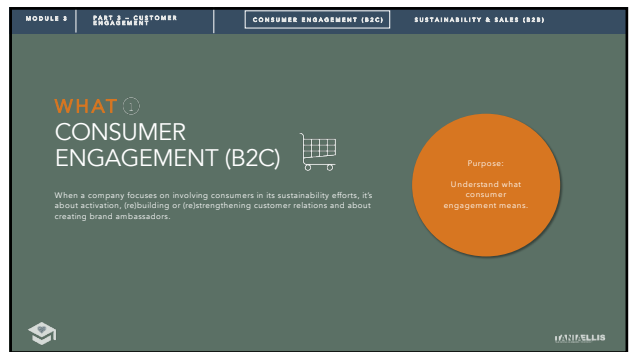 MODULE 3
PART 3 – CUSTOMER
ENGAGEMENT
CONSUMER ENGAGEMENT (B2C)
SUSTAINABILITY & SALES (B2B)
WHAT 1
CONSUMER
ENGAGEMENT (B2C)
When a company focuses on involving consumers in its sustainability efforts, it's
about activation, (re)building or (re)strengthening customer relations and about
creating brand ambassadors.
Purpose:
Understand what
consumer
engagement means.
TANIAELLIS